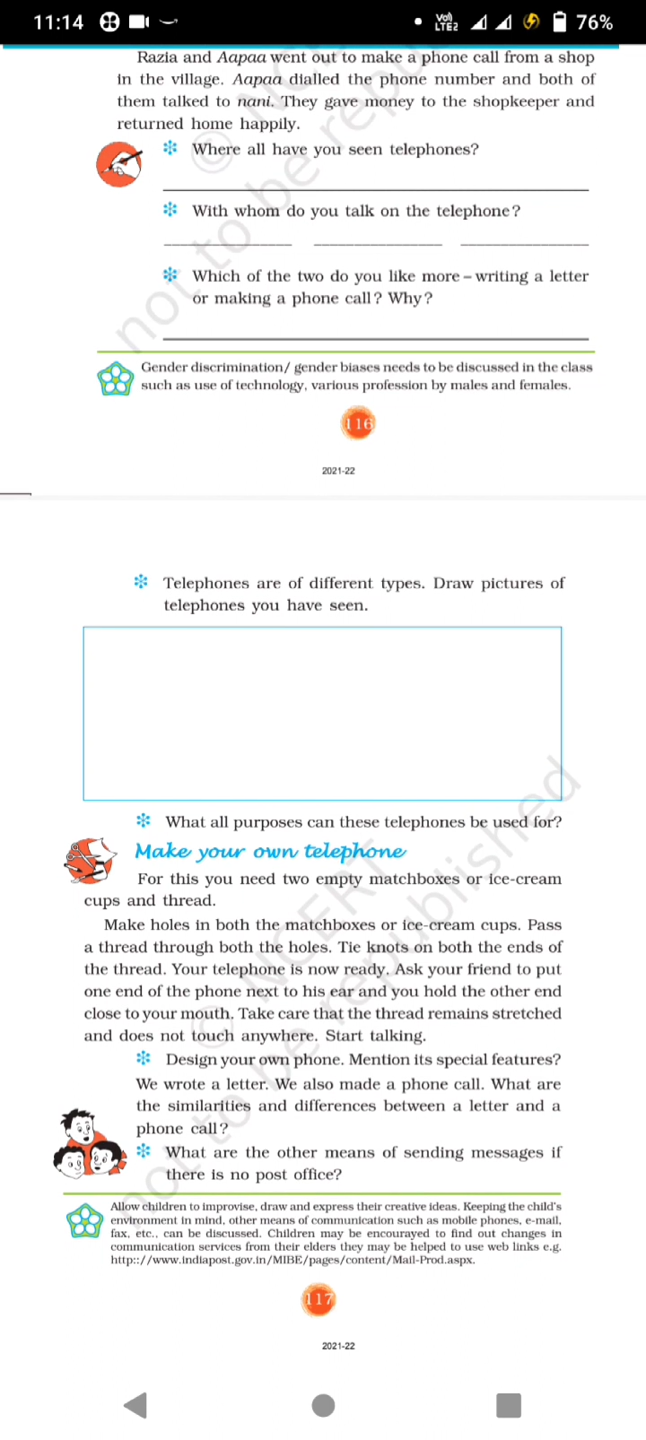 11:14
Vo)
LTE2
76%
Razia and Aapaa went out to make a phone call from a shop
in the village. Aapaa dialled the phone number and both of
them talked to nani. They gave money to the shopkeeper and
returned home happily.
Where all have you seen telephones?
With whom do you talk on the telephone?
Which of the two do you like more – writing a letter
or making a phone call? Why?
Gender discrimination/ gender biases needs to be discussed in the class
such as use of technology, various profession by males and females.
116
2021-22
Telephones are of different types. Draw pictures of
telephones you have seen.
What all purposes can these telephones be used for?
Make your own telephone
For this you need two empty matchboxes or ice-cream
cups and thread.
Make holes in both the matchboxes or ice-cream cups. Pass
a thread through both the holes. Tie knots on both the ends of
the thread. Your telephone is now ready. Ask your friend to put
one end of the phone next to his ear and you hold the other end
close to your mouth. Take care that the thread remains stretched
and does not touch anywhere. Start talking.
Design your own phone. Mention its special features?
We wrote a letter. We also made a phone call. What are
the similarities and differences between a letter and a
phone call?
What are the other means of sending messages if
there is no post office?
Allow children to improvise, draw and express their creative ideas. Keeping the child's
environment in mind, other means of communication such as mobile phones, e-mail,
fax, etc., can be discussed. Children may be encourayed to find out changes in
communication services from their elders they may be helped to use web links e.g.
http:://www.indiapost.gov.in/MIBE/pages/content/Mail-Prod.aspx.
117
2021-22
© NCERT
not to be republished